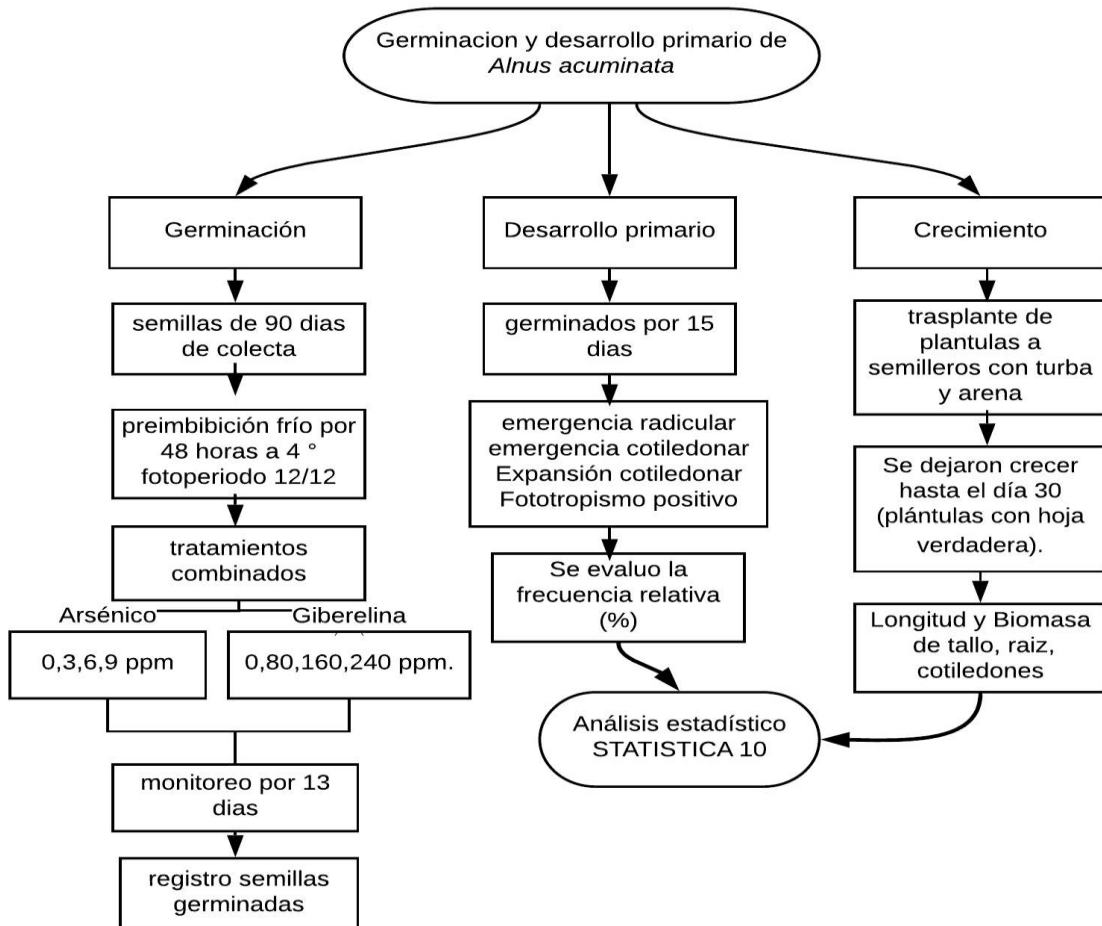 Germinacion y desarrollo primario de
Alnus acuminata
Germinación
semillas de 90 dias
de colecta
preimbibición frío por
48 horas a 4 °
fotoperiodo 12/12
tratamientos
combinados
Arsénico
Giberelina
0,3,6,9 ppm
0,80,160,240 ppm.
monitoreo por 13
dias
registro semillas
germinadas
Desarrollo primario
germinados por 15
dias
emergencia radicular
emergencia cotiledonar
Expansión cotiledonar
Fototropismo positivo
Se evaluo la
frecuencia relativa
(%)
Crecimiento
trasplante de
plantulas a
semilleros con turba
y arena
Se dejaron crecer
hasta el día 30
(plántulas con hoja
verdadera).
Longitud y Biomasa
de tallo, raiz,
cotiledones
Análisis estadístico
STATISTICA 10